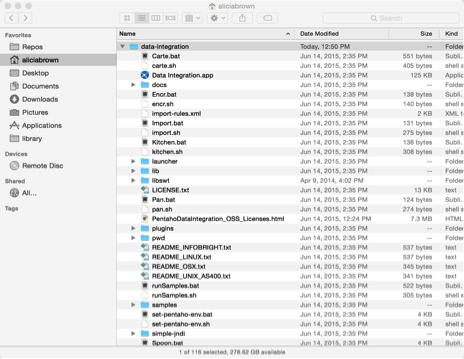 aliciabrown
Search
Favorites
Repos
aliciabrown
Desktop
Documents
Downloads
Pictures
Applications
library
Devices
Remote Disc
Shared
All...
Tags
Name Date Modified Size Kind
data-integration Today, 12:50 PM -- Folder
Carte.bat Jun 14, 2015, 2:35 PM 551 bytes Subli.
carte.sh Jun 14, 2015, 2:35 PM 435 bytes shell s
Data Integration.app Jun 14, 2015, 2:35 PM 125 KB Applic
docs Jun 14, 2015, 2:35 PM -- Folder
Encr.bat Jun 14, 2015, 2:35 PM 138 bytes Subli.
encr.sh Jun 14, 2015, 2:35 PM 140 bytes shell s
import-rules.xml Jun 14, 2015, 2:35 PM 2 KB XML t
Import.bat Jun 14, 2015, 2:35 PM 131 bytes Subli.
import.sh Jun 14, 2015, 2:35 PM 275 bytes shell s
Kitchen.bat Jun 14, 2015, 2:35 PM 136 bytes Subli.
kitchen.sh Jun 14, 2015, 2:35 PM 308 bytes shell s
launcher Jun 14, 2015, 2:35 PM -- Folder
lib Jun 14, 2015, 2:35 PM -- Folder
libswt Apr 9, 2014, 4:02 PM -- Folder
LICENSE.txt Jun 14, 2015, 2:35 PM 13 KB text
Pan.bat Jun 14, 2015, 2:35 PM 124 bytes Subli.
pan.sh Jun 14, 2015, 2:35 PM 274 bytes shell s
PentahoDataIntegration_OSS_Licenses.html Jun 14, 2015, 12:24 PM 7.3 MB HTML
plugins Jun 14, 2015, 2:35 PM -- Folder
pwd Jun 14, 2015, 2:35 PM -- Folder
README_INFOBRIGHT.txt Jun 14, 2015, 2:35 PM 537 bytes text
README_LINUX.txt Jun 14, 2015, 2:35 PM 537 bytes text
README_OSX.txt Jun 14, 2015, 2:35 PM 345 bytes text
README_UNIX_AS400.txt Jun 14, 2015, 2:35 PM 341 bytes text
runSamples.bat Jun 14, 2015, 2:35 PM 522 bytes Subli.
runSamples.sh Jun 14, 2015, 2:35 PM 305 bytes shell s
samples Jun 14, 2015, 2:35 PM -- Folder
set-pentaho-env.bat Jun 14, 2015, 2:35 PM 4 KB Subli.
set-pentaho-env.sh Jun 14, 2015, 2:35 PM 4 KB shell s
simple-jndi Jun 14, 2015, 2:35 PM -- Folder
Spoon.bat Jun 14, 2015, 2:35 PM 4 KB Subli.
1 of 116 selected, 278.62 GB available